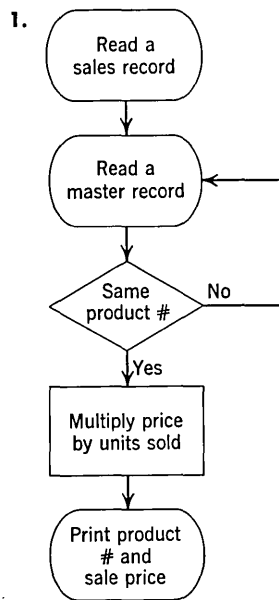 1.
Read a
sales record
Read a
master record
Same
product #
No
Yes
Multiply price
by units sold
Print product
# and
sale price